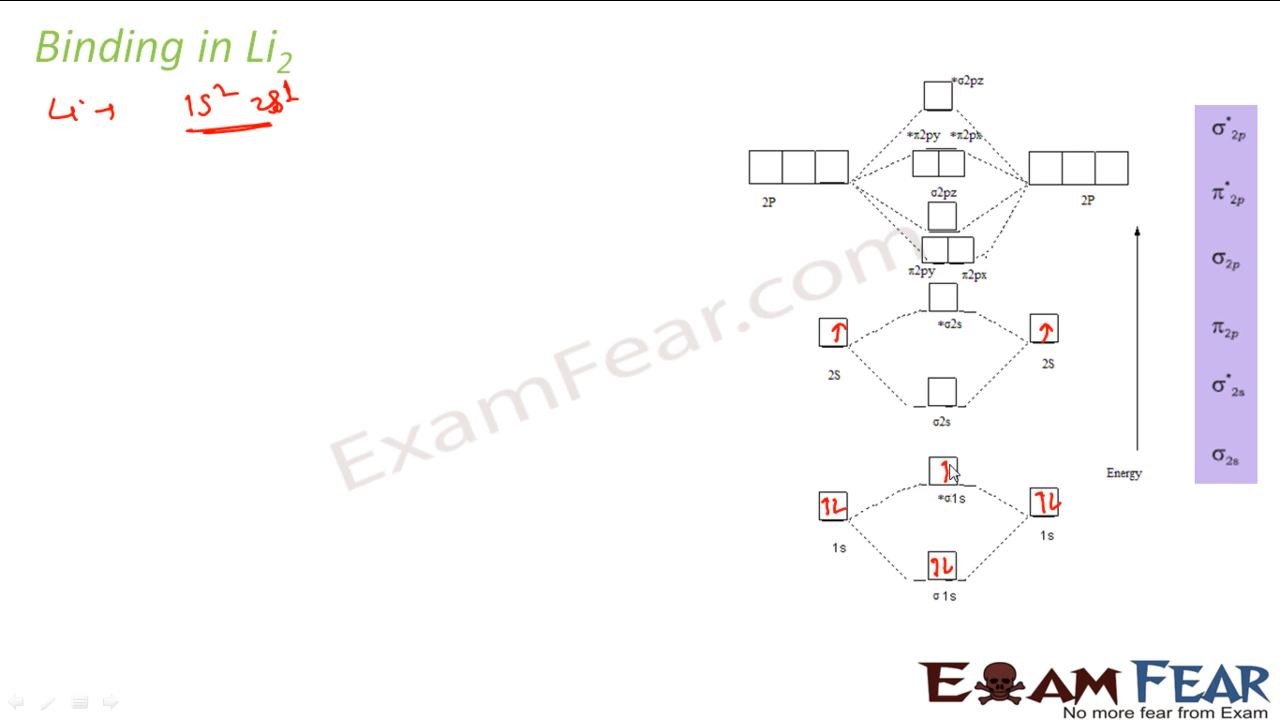 Binding in Li₂
Li → 1s² 2s¹
*σ2pz
*π2py *π2px
2P
σ2pz
2P
π2py π2px
*σ2s
2S
2S
σ2s
*σ1s
1s
1s
σ 1s
Energy
σ*2p
π*2p
σ2p
π2p
σ*2s
σ2s
ExamFear.com
EXAM FEAR
No more fear from Exam